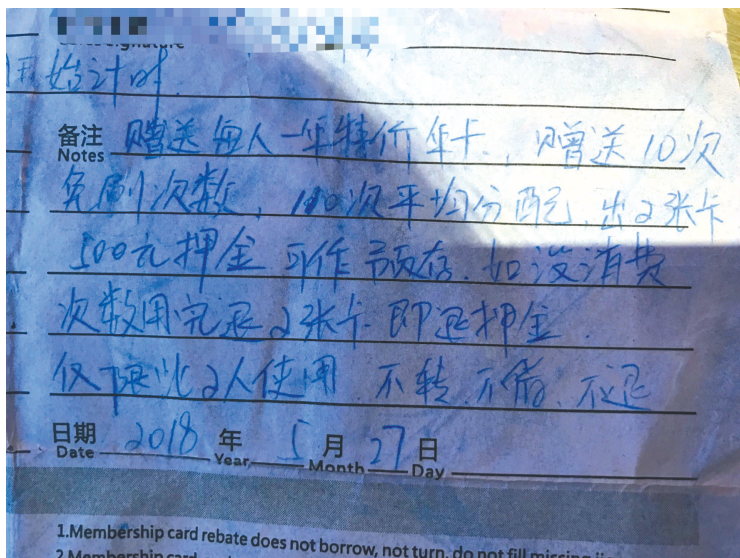 Signature
开始计时.
备注 赠送每人一年特价年卡, 赠送10次
Notes
免刷次数, 110次平均分配, 出2张卡
500元押金 可作预存. 如没消费
次数用完退2张卡 即退押金.
仅限此2人使用 不转. 不借. 不退
日期 2018 年 5 月 27 日
Date Year Month Day
1.Membership card rebate does not borrow, not turn, do not fill missing
2.Membership card